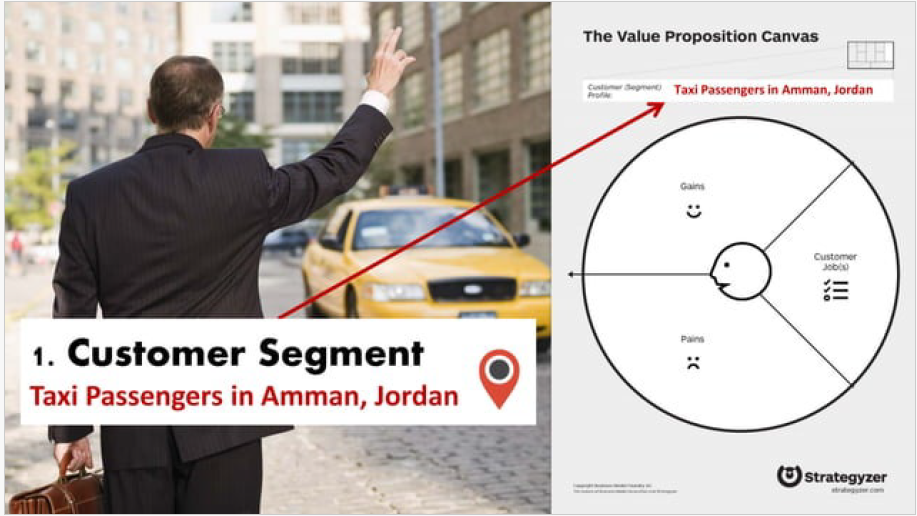 The Value Proposition Canvas
Customer (Segment)
Profile:
Taxi Passengers in Amman, Jordan
Gains
Customer
Job(s)
Pains
1. Customer Segment
Taxi Passengers in Amman, Jordan
Strategyzer
strategyzer.com